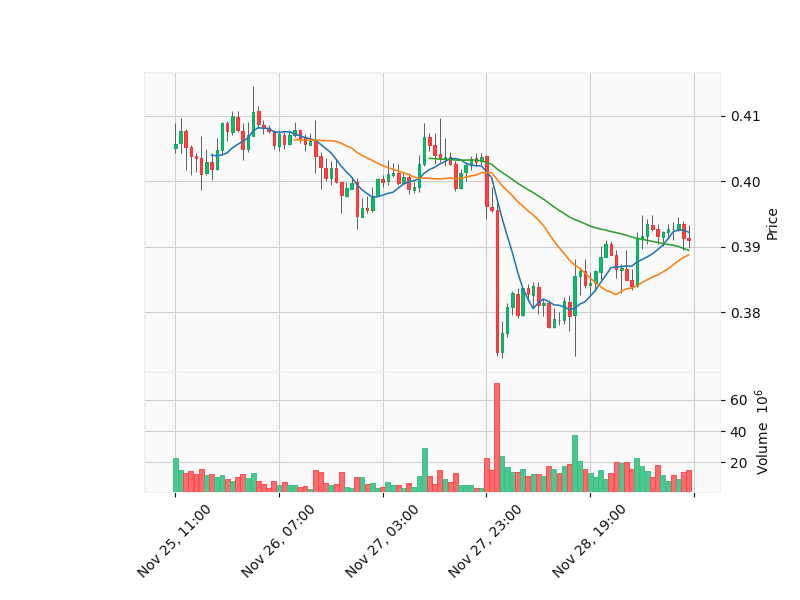 0.41
0.40
0.39
0.38
Price
60
40
20
Volume 10^6
Nov 25, 11:00
Nov 26, 07:00
Nov 27, 03:00
Nov 27, 23:00
Nov 28, 19:00